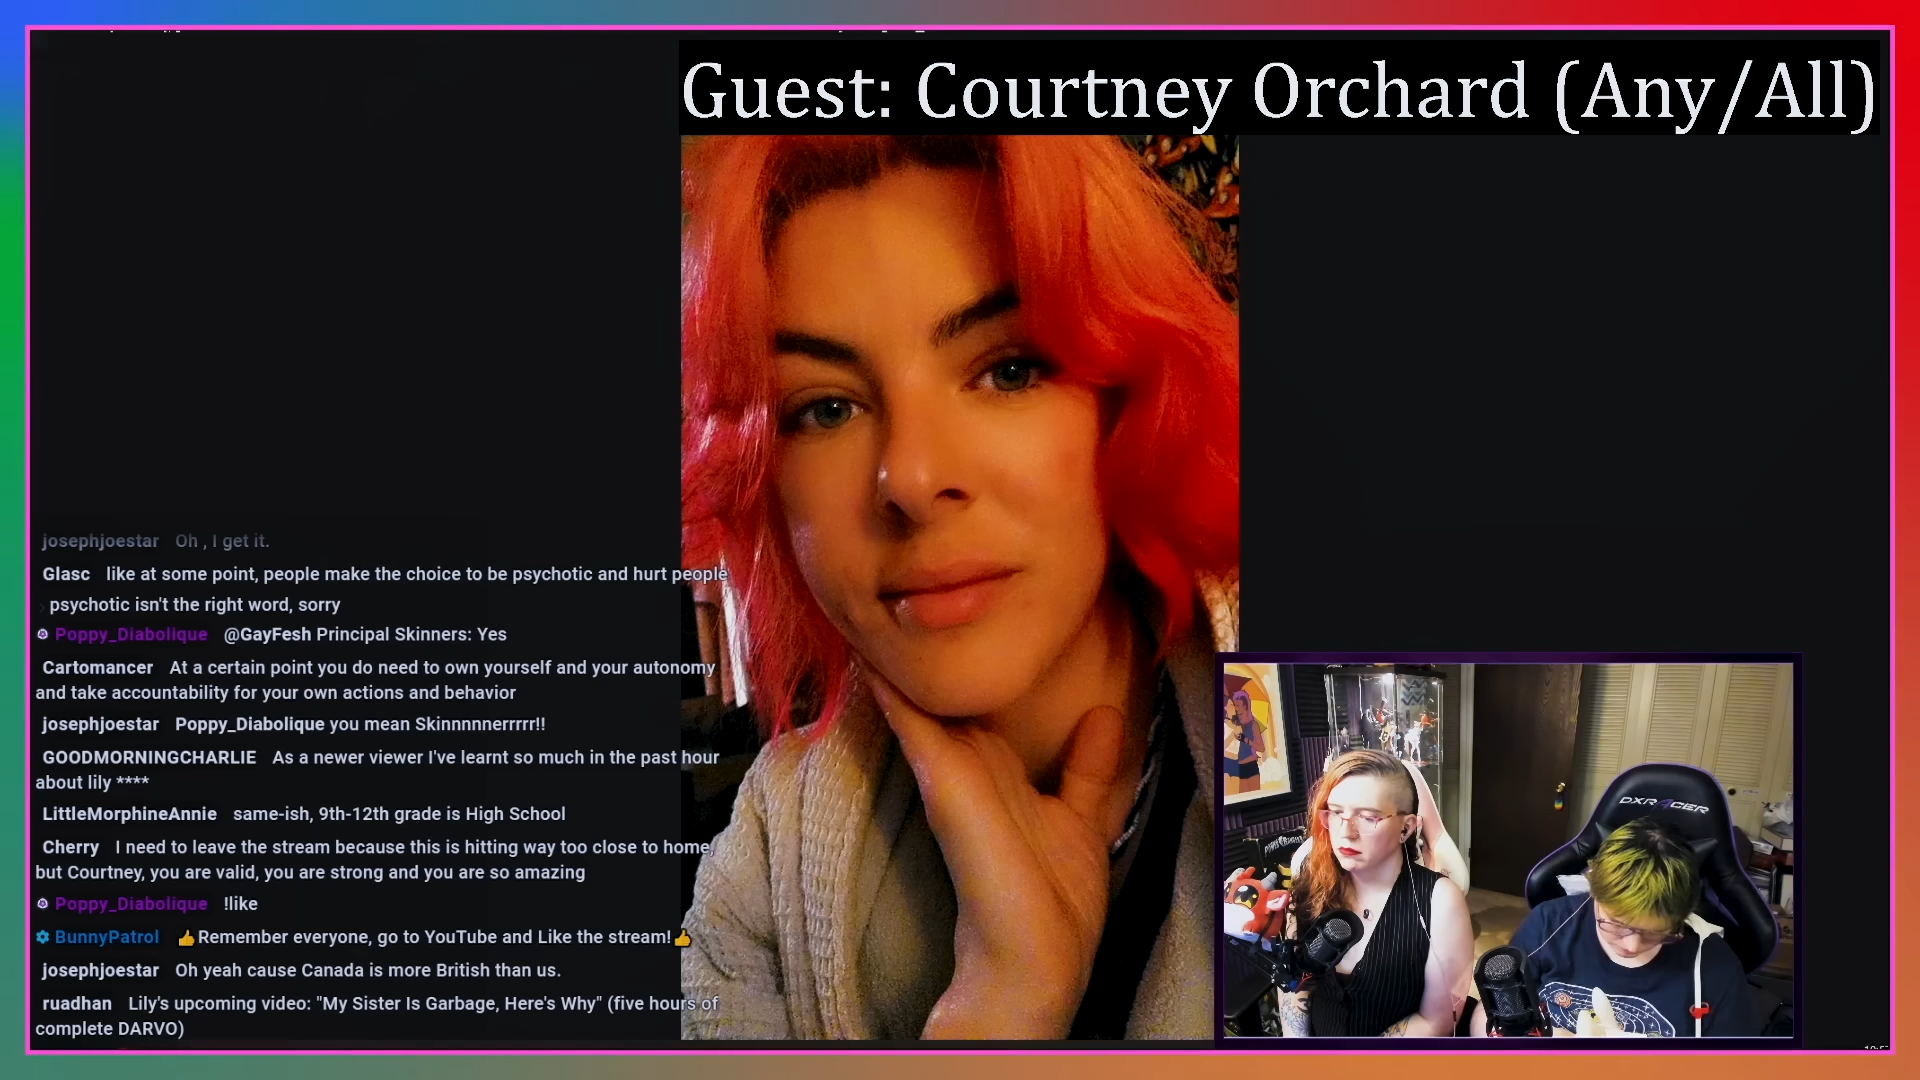 Guest: Courtney Orchard (Any/All)
josephjoestar Oh , I get it.
Glasc like at some point, people make the choice to be psychotic and hurt people
psychotic isn't the right word, sorry
Poppy_Diabolique @GayFesh Principal Skinners: Yes
Cartomancer At a certain point you do need to own yourself and your autonomy
and take accountability for your own actions and behavior
josephjoestar Poppy_Diabolique you mean Skinnnnnerrrrr!!
GOODMORNINGCHARLIE As a newer viewer I've learnt so much in the past hour
about lily ****
LittleMorphineAnnie same-ish, 9th-12th grade is High School
Cherry I need to leave the stream because this is hitting way too close to home,
but Courtney, you are valid, you are strong and you are so amazing
Poppy_Diabolique !like
BunnyPatrol 👍Remember everyone, go to YouTube and Like the stream!👍
josephjoestar Oh yeah cause Canada is more British than us.
ruadhan Lily's upcoming video: "My Sister Is Garbage, Here's Why" (five hours of
complete DARVO)
DXRACER